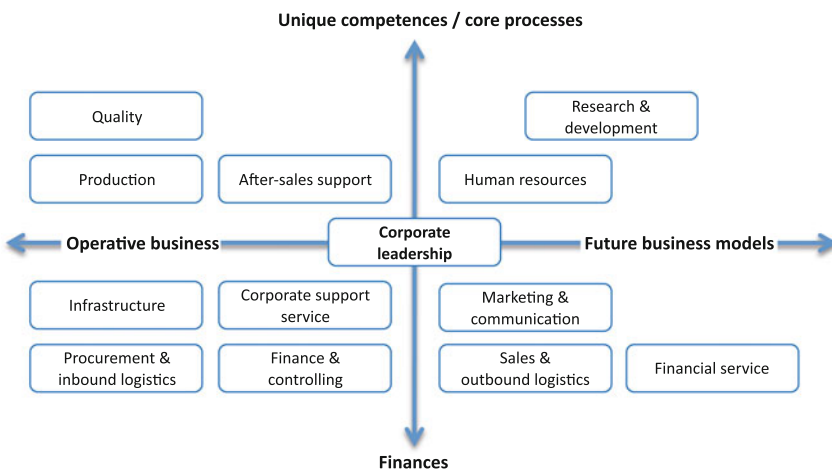 Unique competences / core processes
Quality
Research &
development
Production
After-sales support
Human resources
Operative business
Corporate
leadership
Future business models
Infrastructure
Corporate support
service
Marketing &
communication
Procurement &
inbound logistics
Finance &
controlling
Sales &
outbound logistics
Financial service
Finances